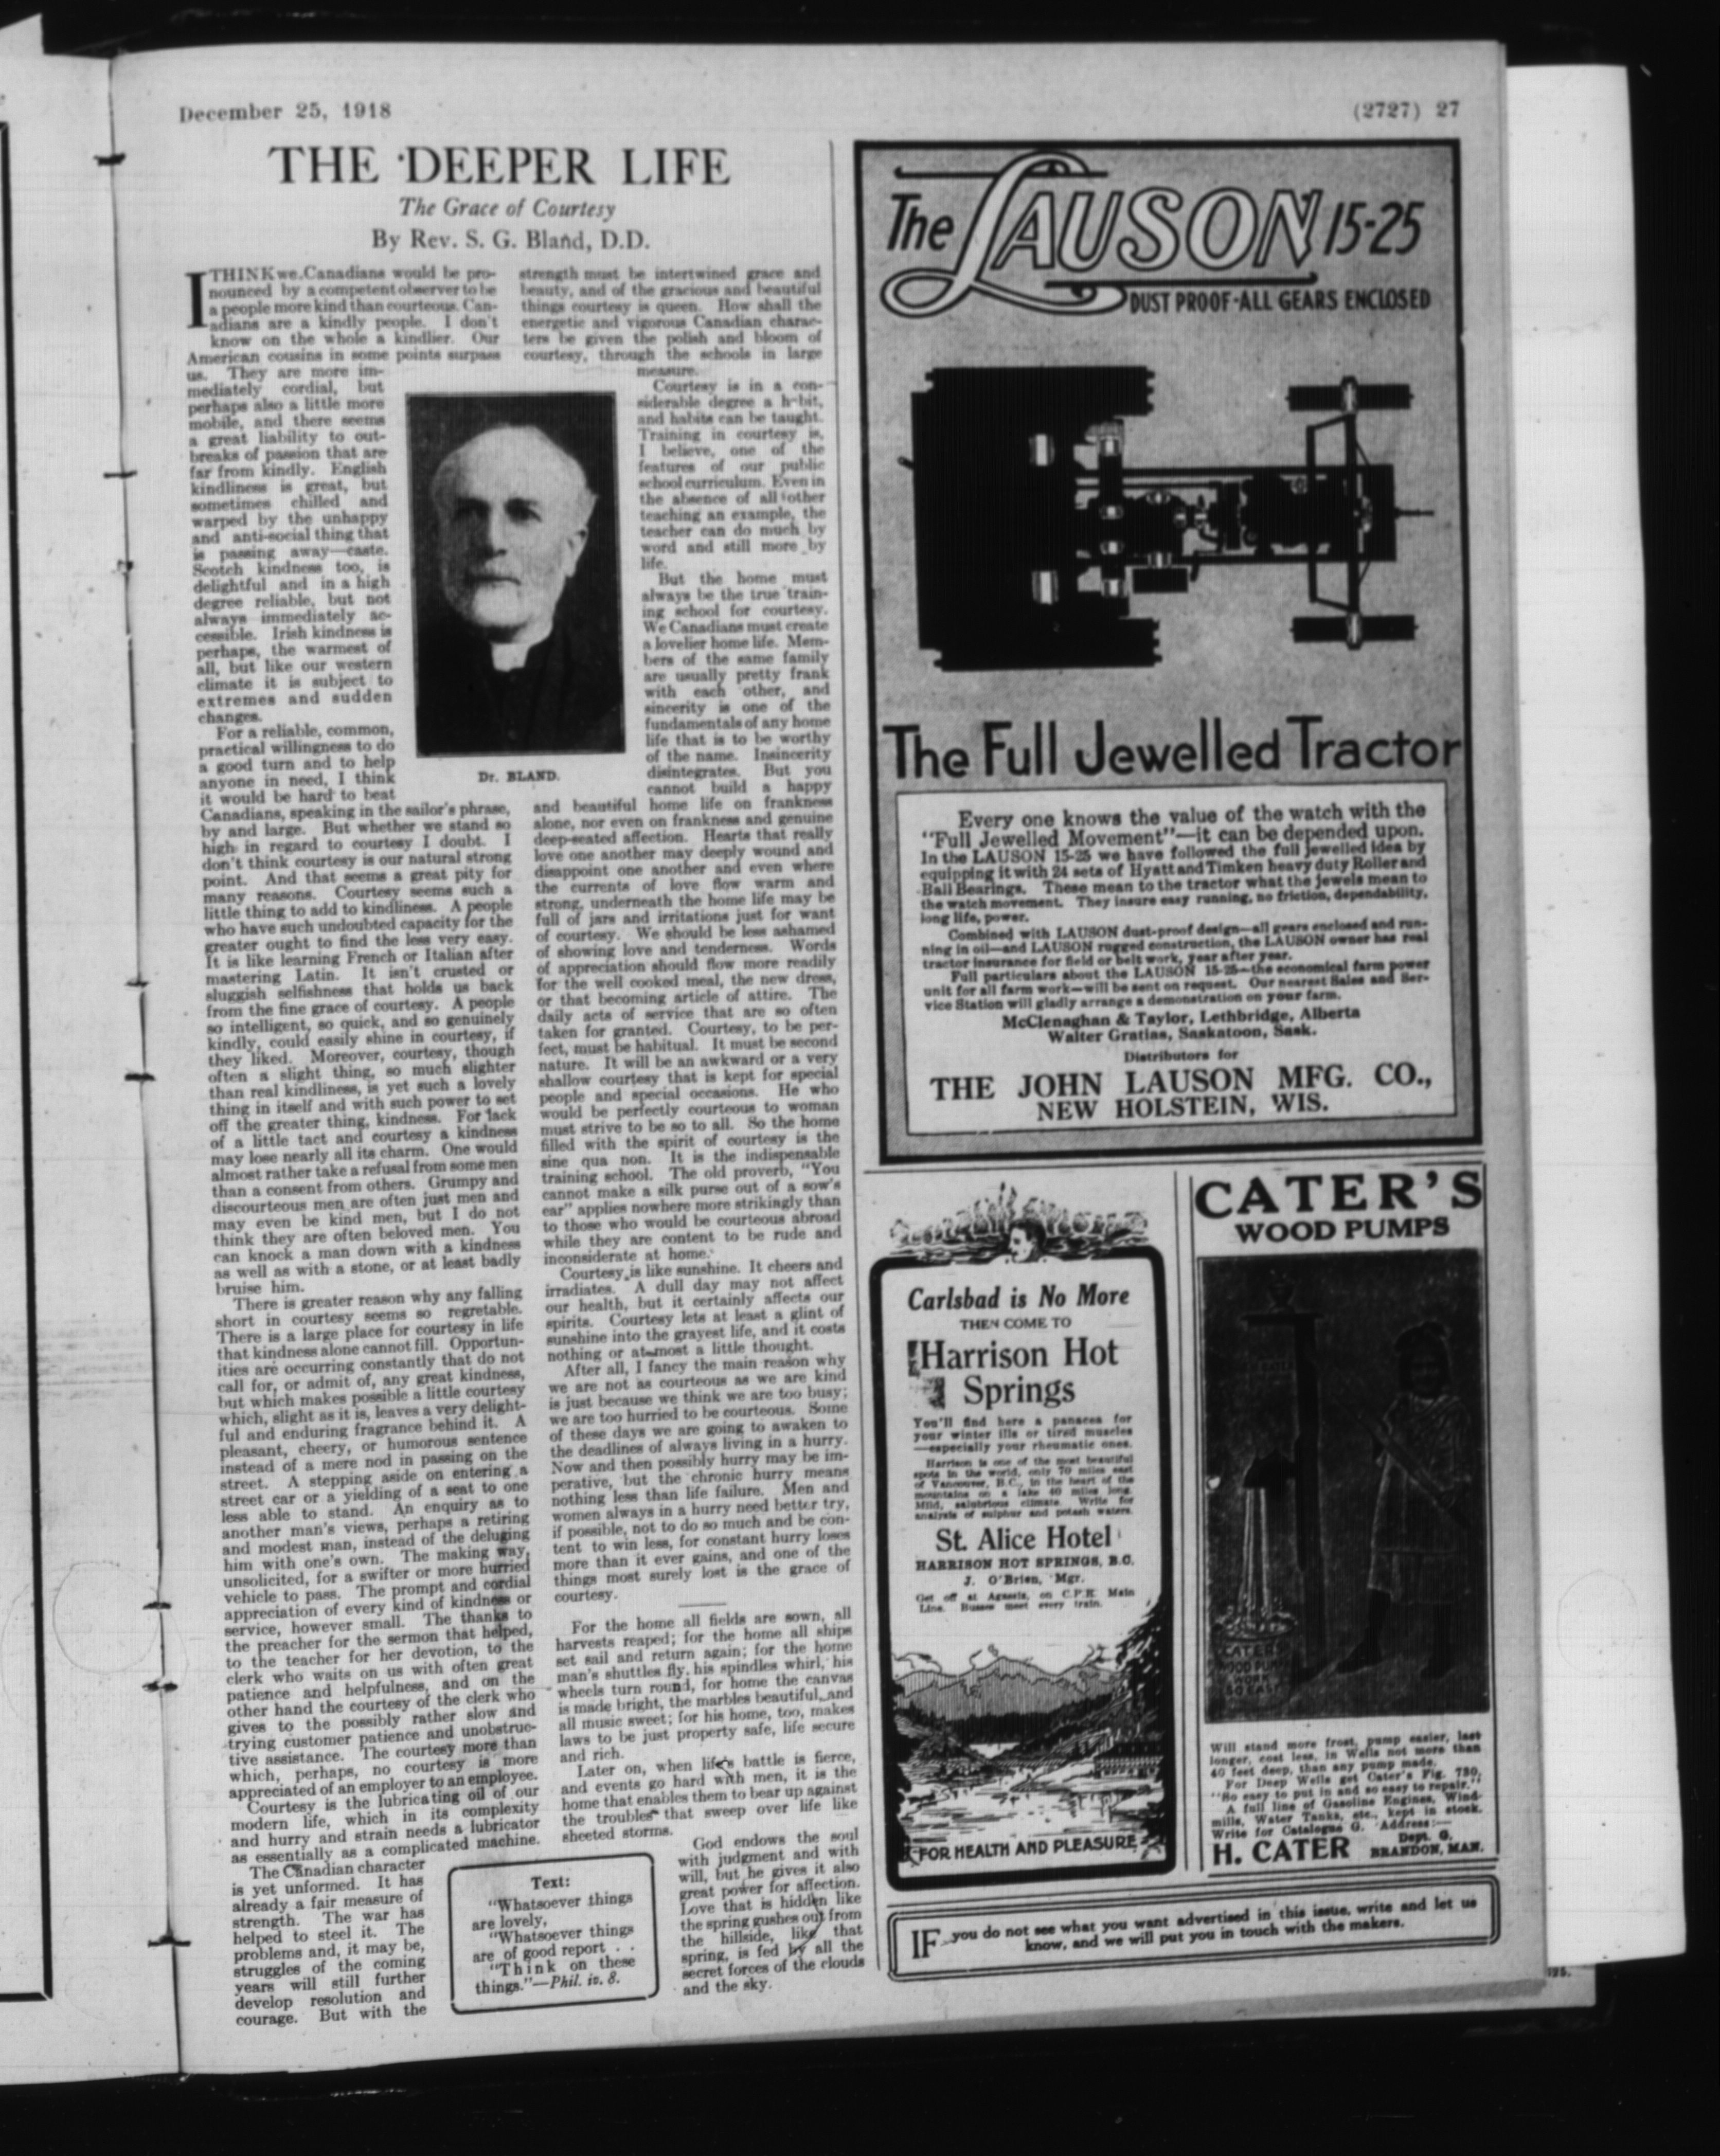 December 25, 1918
(2727) 27
THE DEEPER LIFE
The Grace of Courtesy
By Rev. S. G. Bland, D.D.
I THINK we Canadians would be pro-
nounced by a competent observer to be
a people more kind than courteous. Can-
adians are a kindly people. I don't
know on the whole a kindlier. Our
American cousins in some points surpass
us. They are more im-
mediately cordial, but
perhaps also a little more
mobile, and there seems
a great liability to out-
breaks of passion that are
far from kindly. English
kindliness is great, but
sometimes chilled and
warped by the unhappy
and anti-social thing that
is passing away—caste.
Scotch kindness too, is
delightful and in a high
degree reliable, but not
always immediately ac-
cessible. Irish kindness is
perhaps, the warmest of
all, but like our western
climate it is subject to
extremes and sudden
changes.
For a reliable, common,
practical willingness to do
a good turn and to help
anyone in need, I think
it would be hard to beat
Canadians, speaking in the sailor's phrase,
by and large. But whether we stand so
high in regard to courtesy I doubt. I
don't think courtesy is our natural strong
point. And that seems a great pity for
many reasons. Courtesy seems such a
little thing to add to kindliness. A people
who have such undoubted capacity for the
greater ought to find the less very easy.
It is like learning French or Italian after
mastering Latin. It isn't crusted or
sluggish selfishness that holds us back
from the fine grace of courtesy. A people
so intelligent, so quick, and so genuinely
kindly, could easily shine in courtesy, if
they liked. Moreover, courtesy, though
often a slight thing, so much slighter
than real kindliness, is yet such a lovely
thing in itself and with such power to set
off the greater thing, kindness. For lack
of a little tact and courtesy a kindness
may lose nearly all its charm. One would
almost rather take a refusal from some men
than a consent from others. Grumpy and
discourteous men are often just men and
may even be kind men, but I do not
think they are often beloved men. You
can knock a man down with a kindness
as well as with a stone, or at least badly
bruise him.
There is greater reason why any falling
short in courtesy seems so regretable.
There is a large place for courtesy in life
that kindness alone cannot fill. Opportun-
ities are occurring constantly that do not
call for, or admit of, any great kindness,
but which makes possible a little courtesy
which, slight as it is, leaves a very delight-
ful and enduring fragrance behind it. A
pleasant, cheery, or humorous sentence
instead of a mere nod in passing on the
street. A stepping aside on entering a
street car or a yielding of a seat to one
less able to stand. An enquiry as to
another man's views, perhaps a retiring
and modest man, instead of the deluging
him with one's own. The making way,
unsolicited, for a swifter or more hurried
vehicle to pass. The prompt and cordial
appreciation of every kind of kindness or
service, however small. The thanks to
the preacher for the sermon that helped,
to the teacher for her devotion, to the
clerk who waits on us with often great
patience and helpfulness, and on the
other hand the courtesy of the clerk who
gives to the possibly rather slow and
trying customer patience and unobstruc-
tive assistance. The courtesy more than
which, perhaps, no courtesy is more
appreciated of an employer to an employee.
Courtesy is the lubricating oil of our
modern life, which in its complexity
and hurry and strain needs a lubricator
as essentially as a complicated machine.
The Canadian character
is yet unformed. It has
already a fair measure of
strength. The war has
helped to steel it. The
problems and, it may be,
struggles of the coming
years will still further
develop resolution and
courage. But with the
Dr. BLAND.
Text:
"Whatsoever things
are lovely,
"Whatsoever things
are of good report . .
"Think on these
things."—Phil. iv. 8.
strength must be intertwined grace and
beauty, and of the gracious and beautiful
things courtesy is queen. How shall the
energetic and vigorous Canadian charac-
ters be given the polish and bloom of
courtesy, through the schools in large
measure.
Courtesy is in a con-
siderable degree a habit,
and habits can be taught.
Training in courtesy is,
I believe, one of the
features of our public
school curriculum. Even in
the absence of all other
teaching an example, the
teacher can do much by
word and still more by
life.
But the home must
always be the true train-
ing school for courtesy.
We Canadians must create
a lovelier home life. Mem-
bers of the same family
are usually pretty frank
with each other, and
sincerity is one of the
fundamentals of any home
life that is to be worthy
of the name. Insincerity
disintegrates. But you
cannot build a happy
and beautiful home life on frankness
alone, nor even on frankness and genuine
deep-seated affection. Hearts that really
love one another may deeply wound and
disappoint one another and even where
the currents of love flow warm and
strong, underneath the home life may be
full of jars and irritations just for want
of courtesy. We should be less ashamed
of showing love and tenderness. Words
of appreciation should flow more readily
for the well cooked meal, the new dress,
or that becoming article of attire. The
daily acts of service that are so often
taken for granted. Courtesy, to be per-
fect, must be habitual. It must be second
nature. It will be an awkward or a very
shallow courtesy that is kept for special
people and special occasions. He who
would be perfectly courteous to woman
must strive to be so to all. So the home
filled with the spirit of courtesy is the
sine qua non. It is the indispensable
training school. The old proverb, "You
cannot make a silk purse out of a sow's
ear" applies nowhere more strikingly than
to those who would be courteous abroad
while they are content to be rude and
inconsiderate at home.
Courtesy is like sunshine. It cheers and
irradiates. A dull day may not affect
our health, but it certainly affects our
spirits. Courtesy lets at least a glint of
sunshine into the grayest life, and it costs
nothing or at most a little thought.
After all, I fancy the main reason why
we are not as courteous as we are kind
is just because we think we are too busy;
we are too hurried to be courteous. Some
of these days we are going to awaken to
the deadlines of always living in a hurry.
Now and then possibly hurry may be im-
perative, but the chronic hurry means
nothing less than life failure. Men and
women always in a hurry need better try,
if possible, not to do so much and be con-
tent to win less, for constant hurry loses
more than it ever gains, and one of the
things most surely lost is the grace of
courtesy.
For the home all fields are sown, all
harvests reaped; for the home all ships
set sail and return again; for the home
man's shuttles fly, his spindles whirl, his
wheels turn round, for home the canvas
is made bright, the marbles beautiful, and
all music sweet; for his home, too, makes
laws to be just property safe, life secure
and rich.
Later on, when life's battle is fierce,
and events go hard with men, it is the
home that enables them to bear up against
the troubles that sweep over life like
sheeted storms.
God endows the soul
with judgment and with
will, but he gives it also
great power for affection.
Love that is hidden like
the spring gushes out from
the hillside, like that
spring, is fed by all the
secret forces of the clouds
and the sky.
The LAUSON 15-25
DUST PROOF-ALL GEARS ENCLOSED
The Full Jewelled Tractor
Every one knows the value of the watch with the
"Full Jewelled Movement"—it can be depended upon.
In the LAUSON 15-25 we have followed the full jewelled idea by
equipping it with 24 sets of Hyatt and Timken heavy duty Roller and
Ball Bearings. These mean to the tractor what the jewels mean to
the watch movement. They insure easy running, no friction, dependability,
long life, power.
Combined with LAUSON dust-proof design—all gears enclosed and run-
ning in oil—and LAUSON rugged construction, the LAUSON owner has real
tractor insurance for field or belt work, year after year.
Full particulars about the LAUSON 15-25—the economical farm power
unit for all farm work—will be sent on request. Our nearest Sales and Ser-
vice Station will gladly arrange a demonstration on your farm.
McClenaghan & Taylor, Lethbridge, Alberta
Walter Gratias, Saskatoon, Sask.
Distributors for
THE JOHN LAUSON MFG. CO.,
NEW HOLSTEIN, WIS.
Carlsbad is No More
THEN COME TO
Harrison Hot
Springs
You'll find here a panacea for
your winter ills or tired muscles
—especially your rheumatic ones.
Harrison is one of the most beautiful
spots in the world, only 70 miles east
of Vancouver, B.C., in the heart of the
mountains on a lake 40 miles long.
Mild, salubrious climate. Write for
analysis of sulphur and potash waters.
St. Alice Hotel
HARRISON HOT SPRINGS, B.C.
J. O'Brien, Mgr.
Get off at Agassiz, on C.P.R. Main
Line. Busses meet every train.
FOR HEALTH AND PLEASURE
CATER'S
WOOD PUMPS
CATER'S
WOOD PUMPS
WORK
SO EASY
Will stand more frost, pump easier, last
longer, cost less, in Wells not more than
40 feet deep, than any pump made.
For Deep Wells get Cater's Fig. 730,
"So easy to put in and so easy to repair."
A full line of Gasoline Engines, Wind-
mills, Water Tanks, etc., kept in stock.
Write for Catalogue G. Address:—
H. CATER Dept. G.
BRANDON, MAN.
IF you do not see what you want advertised in this issue, write and let us
know, and we will put you in touch with the makers.